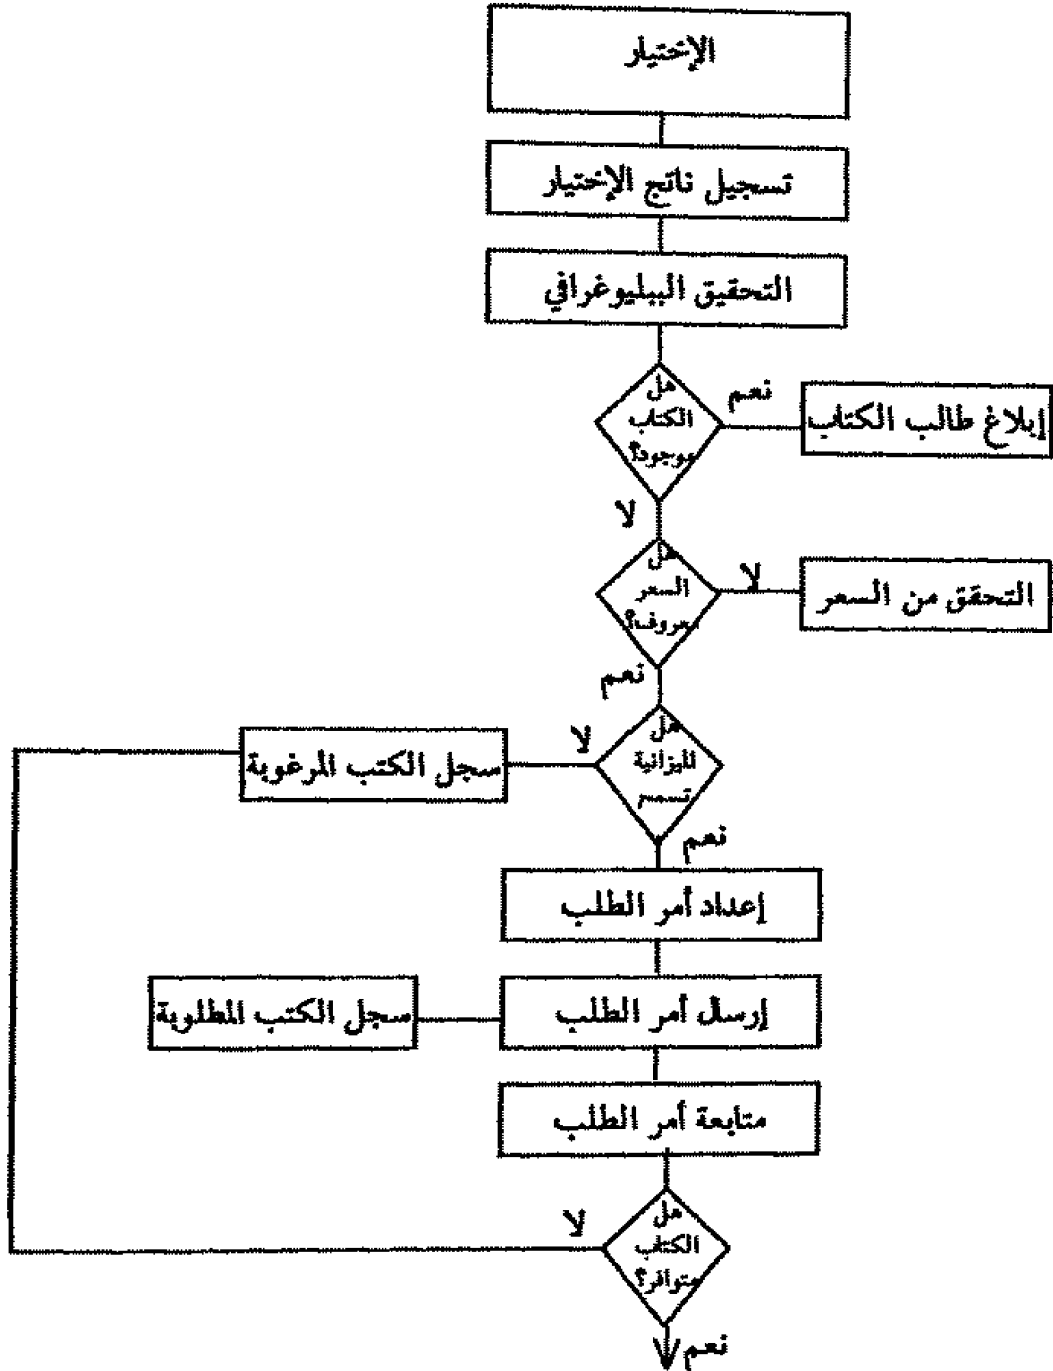 الإختيار
تسجيل ناتج الإختيار
التحقيق الببليوغرافي
هل
الكتاب
موجود؟
نعم
إبلاغ طالب الكتاب
لا
هل
السعر
معروف؟
لا
التحقق من السعر
نعم
هل
الميزانية
تسمح
لا
سجل الكتب المرغوبة
نعم
إعداد أمر الطلب
إرسال أمر الطلب
سجل الكتب المطلوبة
متابعة أمر الطلب
هل
الكتاب
متوافر؟
لا
نعم